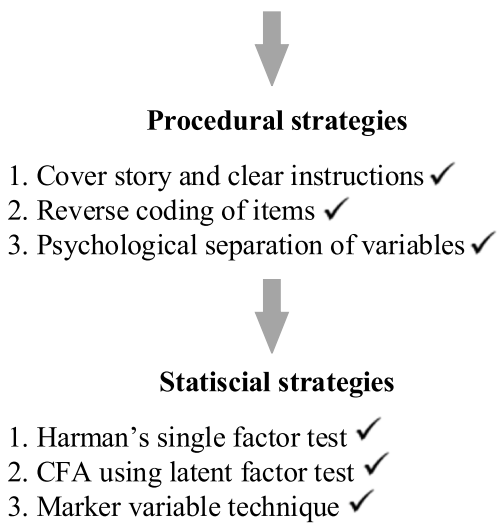 Procedural strategies
1. Cover story and clear instructions ✓
2. Reverse coding of items ✓
3. Psychological separation of variables ✓
Statiscial strategies
1. Harman's single factor test ✓
2. CFA using latent factor test ✓
3. Marker variable technique ✓